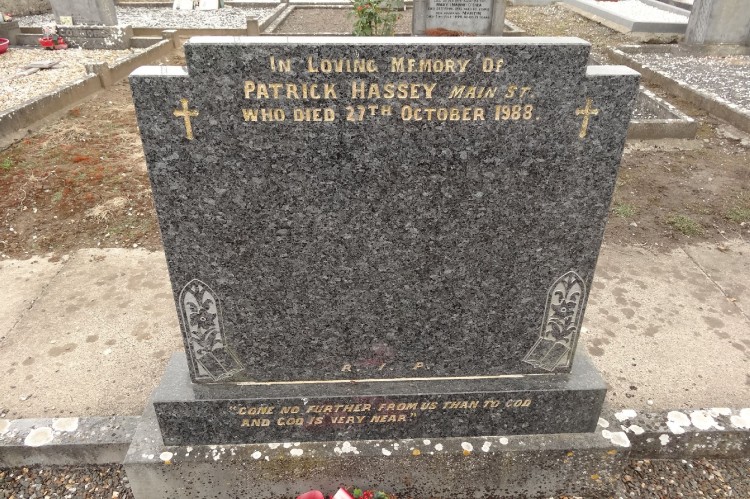 IN LOVING MEMORY OF
PATRICK HASSEY MAIN ST.
WHO DIED 27TH OCTOBER 1988.
R. I. P.
"GONE NO FURTHER FROM US THAN TO GOD
AND GOD IS VERY NEAR"